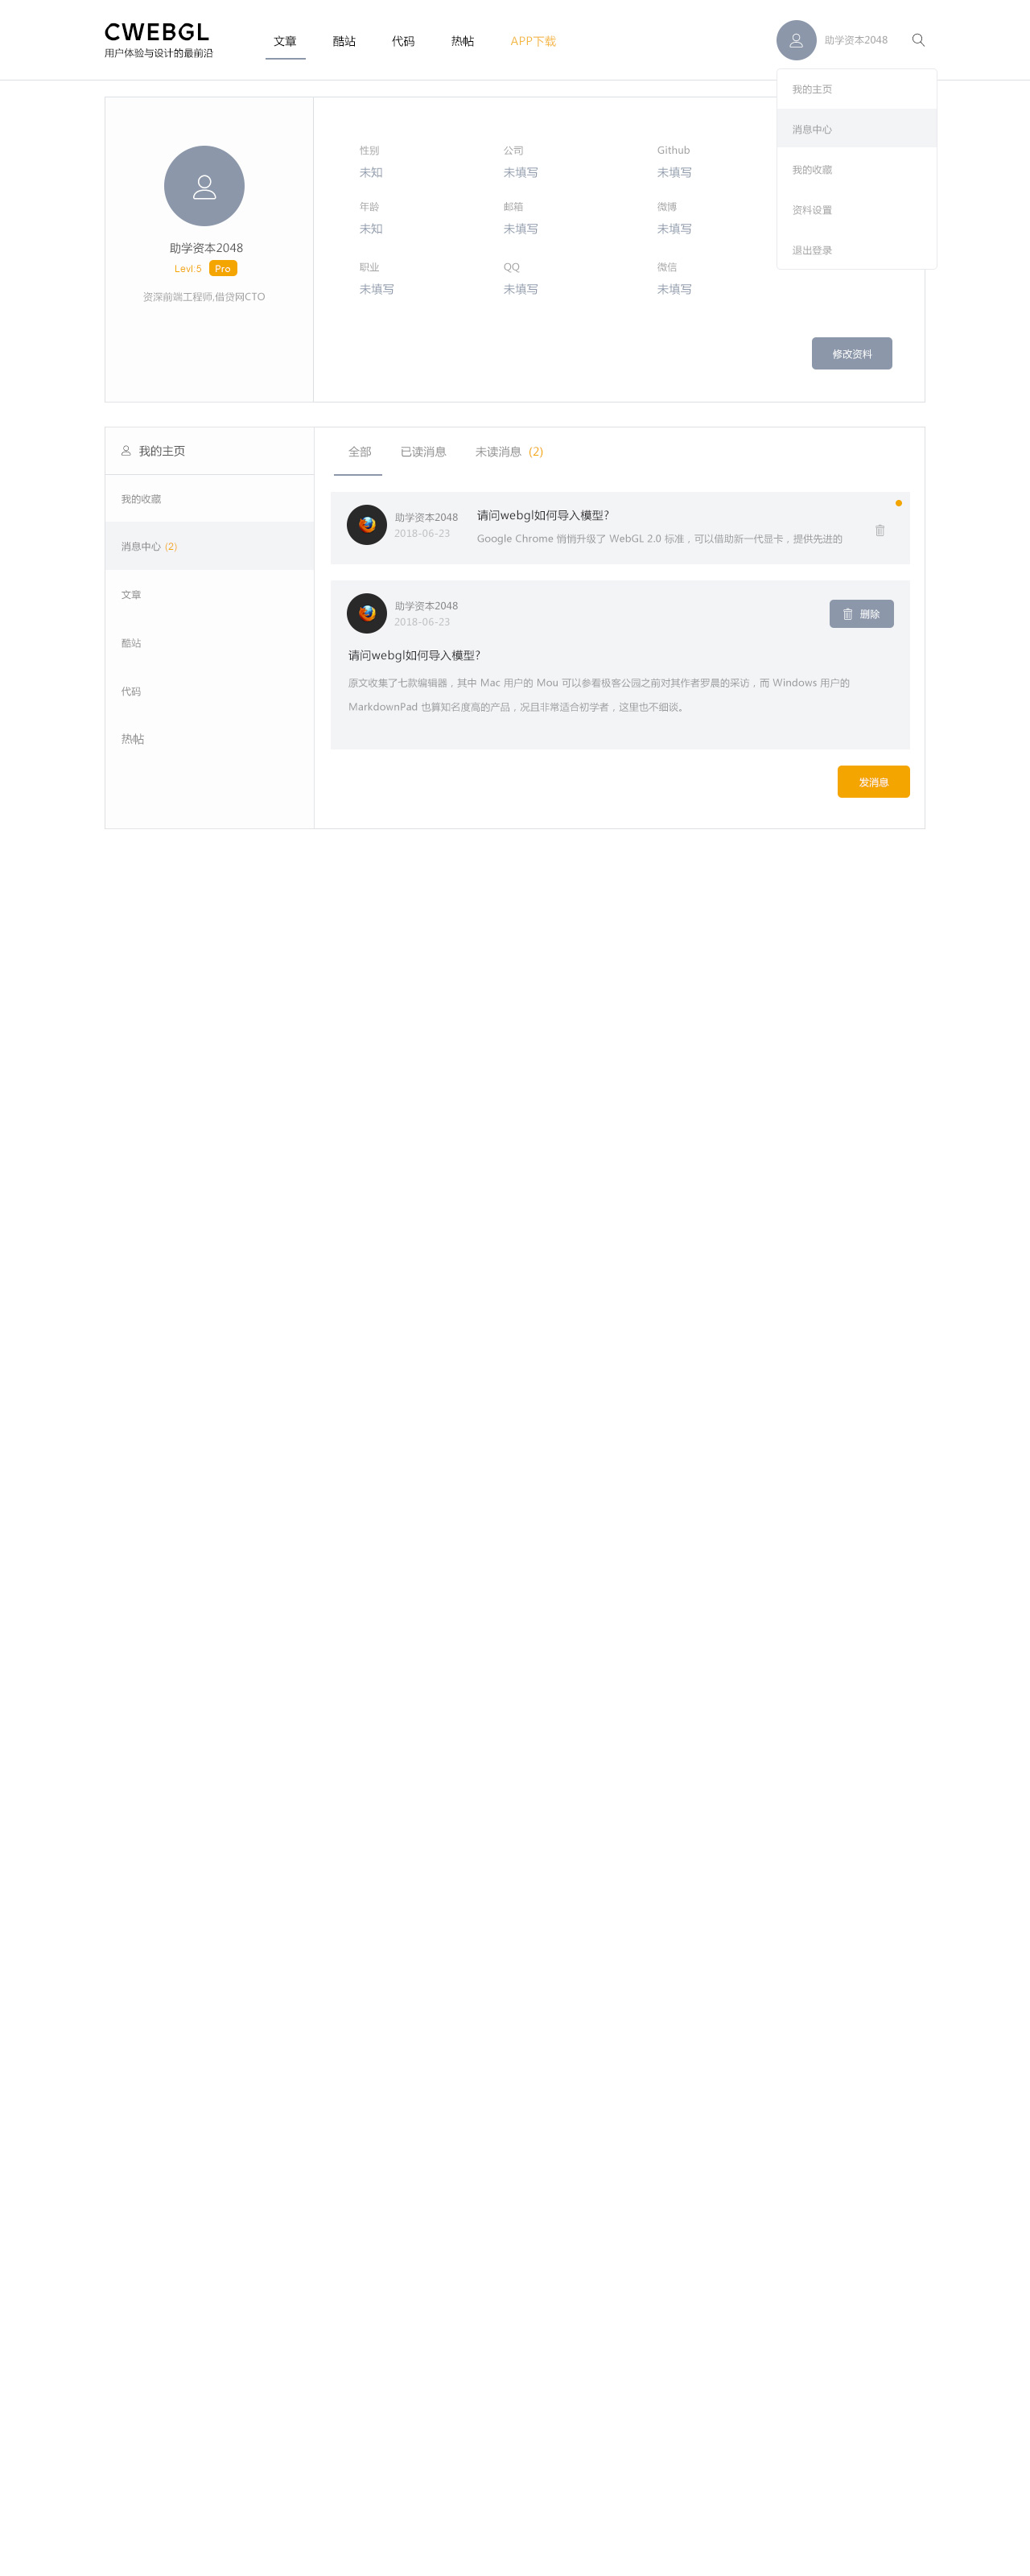 CWEBGL
用户体验与设计的最前沿
文章 酷站 代码 热帖 APP下载
助学资本2048
我的主页
消息中心
我的收藏
资料设置
退出登录
助学资本2048
Levl:5 Pro
资深前端工程师,借贷网CTO
性别 公司 Github
未知 未填写 未填写
年龄 邮箱 微博
未知 未填写 未填写
职业 QQ 微信
未填写 未填写 未填写
修改资料
我的主页
我的收藏
消息中心 (2)
文章
酷站
代码
热帖
全部 已读消息 未读消息 (2)
助学资本2048
2018-06-23
请问webgl如何导入模型？
Google Chrome 悄悄升级了 WebGL 2.0 标准，可以借助新一代显卡，提供先进的
助学资本2048
2018-06-23
删除
请问webgl如何导入模型？
原文收集了七款编辑器，其中 Mac 用户的 Mou 可以参看极客公园之前对其作者罗晨的采访，而 Windows 用户的
MarkdownPad 也算知名度高的产品，况且非常适合初学者，这里也不细谈。
发消息